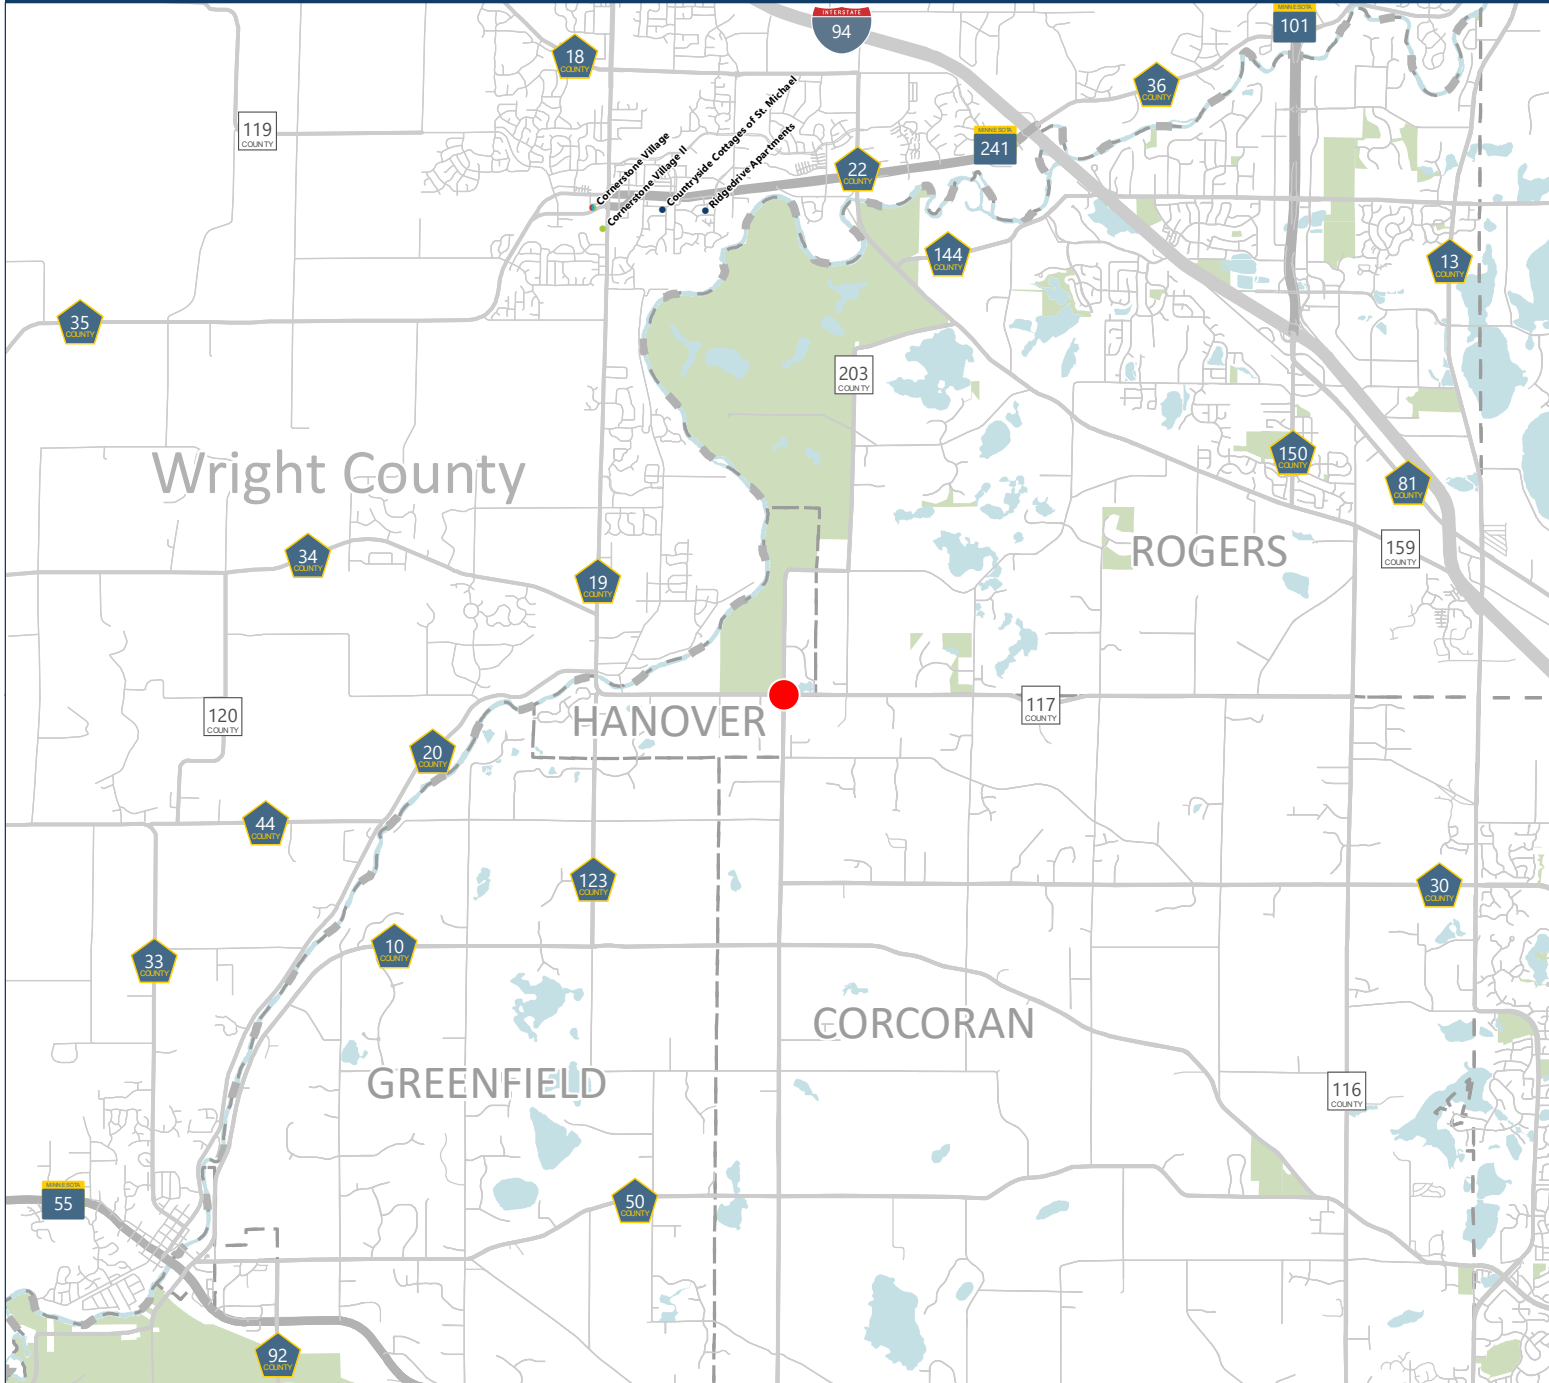 INTERSTATE
94
MINNESOTA
101
18
COUNTY
36
COUNTY
119
COUNTY
MINNESOTA
241
22
COUNTY
Cornerstone Village
Cornerstone Village II
Countryside Cottages of St. Michael
Ridgedrive Apartments
144
COUNTY
13
COUNTY
35
COUNTY
203
COUNTY
Wright County
150
COUNTY
81
COUNTY
34
COUNTY
19
COUNTY
ROGERS
159
COUNTY
120
COUNTY
HANOVER
117
COUNTY
20
COUNTY
44
COUNTY
123
COUNTY
30
COUNTY
33
COUNTY
10
COUNTY
CORCORAN
GREENFIELD
116
COUNTY
MINNESOTA
55
50
COUNTY
92
COUNTY